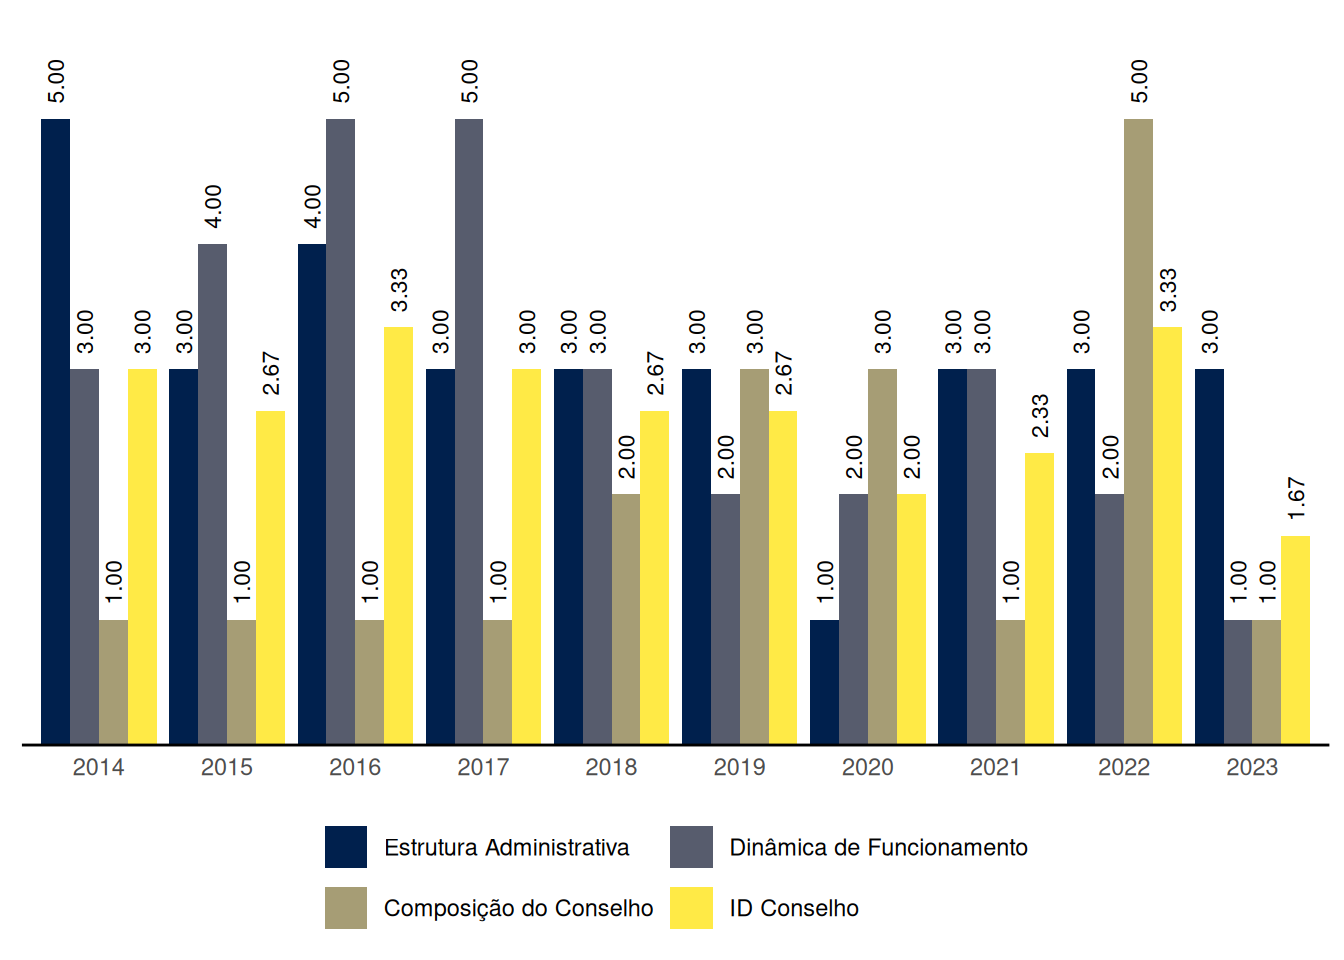 5.00 3.00 1.00 3.00 3.00 4.00 1.00 2.67 4.00 5.00 1.00 3.33 3.00 5.00 1.00 3.00 3.00 3.00 2.00 2.67 3.00 2.00 3.00 2.67 1.00 2.00 3.00 2.00 3.00 3.00 1.00 2.33 3.00 2.00 5.00 3.33 3.00 1.00 1.00 1.67
2014 2015 2016 2017 2018 2019 2020 2021 2022 2023
Estrutura Administrativa Dinâmica de Funcionamento
Composição do Conselho ID Conselho